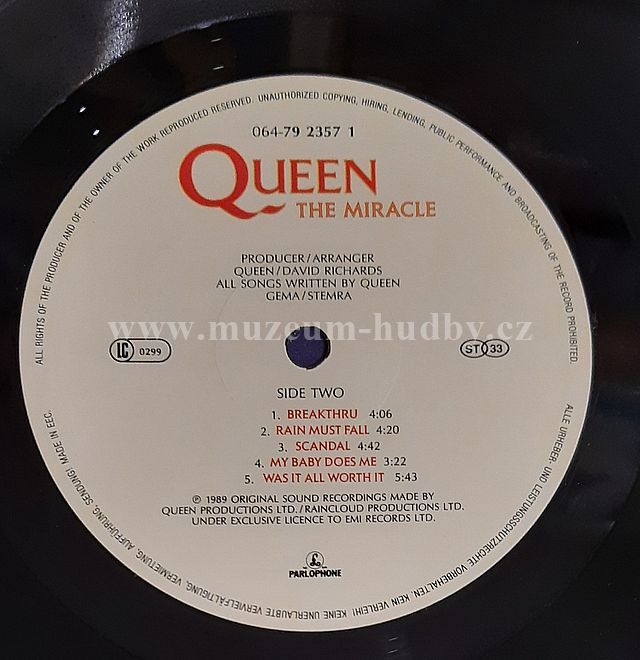 ALL RIGHTS OF THE PRODUCER AND OF THE OWNER OF THE WORK REPRODUCED RESERVED. UNAUTHORIZED COPYING, HIRING, LENDING, PUBLIC PERFORMANCE AND BROADCASTING OF THE RECORD PROHIBITED.
064-79 2357 1
QUEEN
THE MIRACLE
PRODUCER/ARRANGER
QUEEN/DAVID RICHARDS
ALL SONGS WRITTEN BY QUEEN
GEMA/STEMRA
www.muzeum-hudby.cz
LC 0299
ST 33
SIDE TWO
1. BREAKTHRU 4:06
2. RAIN MUST FALL 4:20
3. SCANDAL 4:42
4. MY BABY DOES ME 3:22
5. WAS IT ALL WORTH IT 5:43
℗ 1989 ORIGINAL SOUND RECORDINGS MADE BY
QUEEN PRODUCTIONS LTD./RAINCLOUD PRODUCTIONS LTD.
UNDER EXCLUSIVE LICENCE TO EMI RECORDS LTD.
PARLOPHONE
ALLE URHEBER- UND LEISTUNGSSCHUTZRECHTE VORBEHALTEN KEIN VERLEIH! KEINE UNERLAUBTE VERVIELFÄLTIGUNG, VERMIETUNG, AUFFÜHRUNG, SENDUNG! MADE IN EEC.